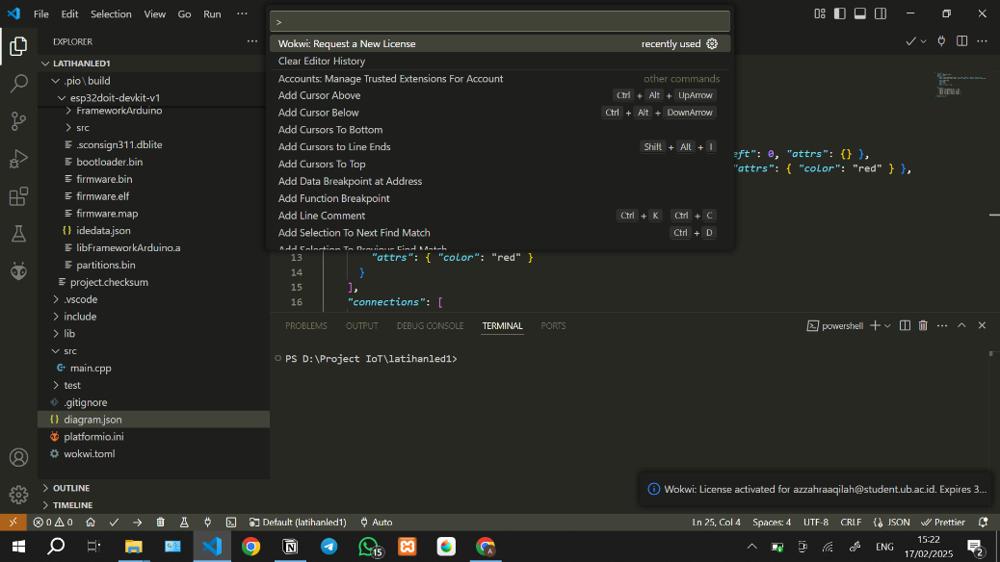 File Edit Selection View Go Run ···
>
Wokwi: Request a New License recently used
Clear Editor History
Accounts: Manage Trusted Extensions For Account other commands
Add Cursor Above Ctrl + Alt + UpArrow
Add Cursor Below Ctrl + Alt + DownArrow
Add Cursors To Bottom
Add Cursors to Line Ends Shift + Alt + I
Add Cursors To Top
Add Data Breakpoint at Address
Add Function Breakpoint
Add Line Comment Ctrl + K Ctrl + C
Add Selection To Next Find Match Ctrl + D
Add Selection To Previous Find Match
EXPLORER ···
LATIHANLED1
.pio \ build
esp32doit-devkit-v1
FrameworkArduino
src
.sconsign311.dblite
bootloader.bin
firmware.bin
firmware.elf
firmware.map
{} idedata.json
libFrameworkArduino.a
partitions.bin
project.checksum
.vscode
include
lib
src
main.cpp
test
.gitignore
{} diagram.json
platformio.ini
wokwi.toml
OUTLINE
TIMELINE
eft": 0, "attrs": {} },
"attrs": { "color": "red" } },
13 "attrs": { "color": "red" }
14 }
15 ],
16 "connections": [
PROBLEMS OUTPUT DEBUG CONSOLE TERMINAL PORTS powershell
PS D:\Project IoT\latihanled1>
Wokwi: License activated for azzahraaqilah@student.ub.ac.id. Expires 3...
0 0 Default (latihanled1) Auto Ln 25, Col 4 Spaces: 4 UTF-8 CRLF {} JSON Prettier
15 ENG 15:22 17/02/2025 2